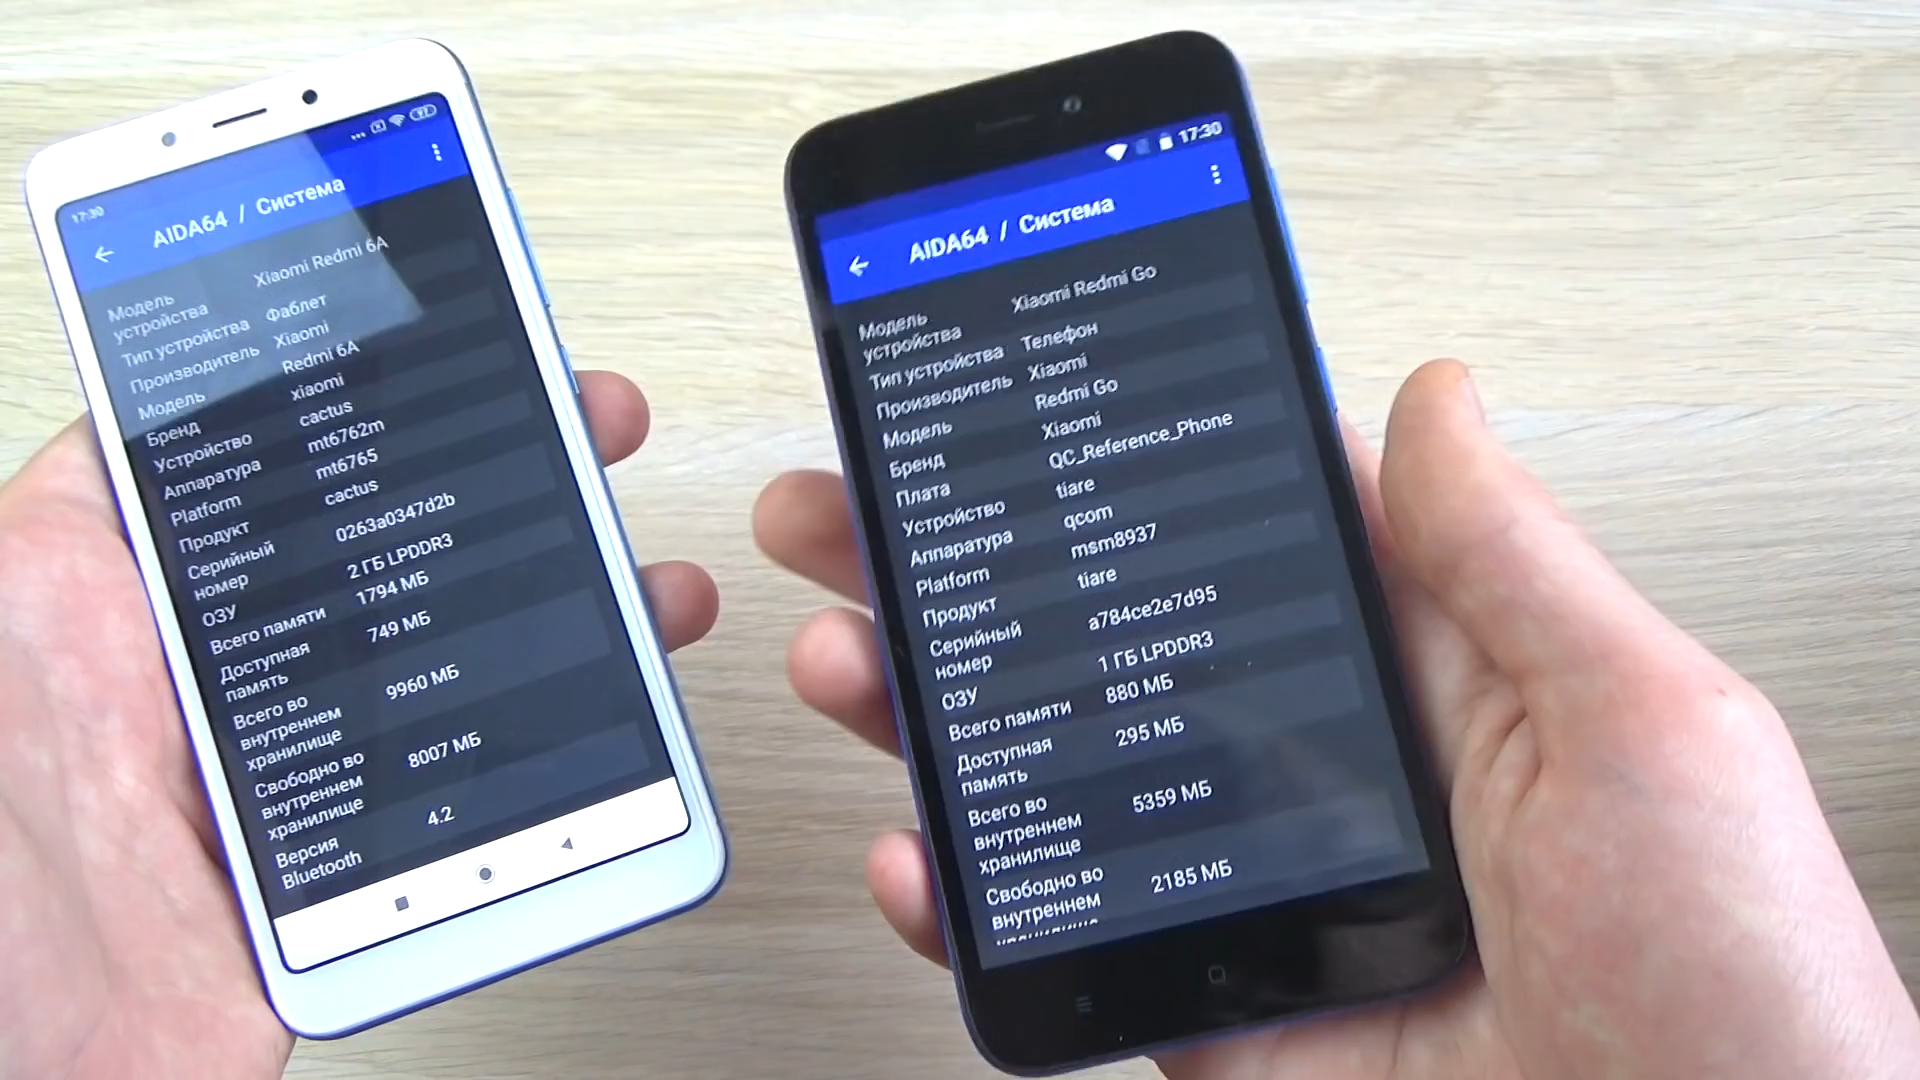 17:30
AIDA64 / Система
Модель устройства Xiaomi Redmi 6A
Тип устройства Фаблет
Производитель Xiaomi
Модель Redmi 6A
Бренд xiaomi
Устройство cactus
Аппаратура mt6762m
Platform mt6765
Продукт cactus
Серийный номер 0263a0347d2b
ОЗУ 2 ГБ LPDDR3
Всего памяти 1794 МБ
Доступная память 749 МБ
Всего во внутреннем хранилище 9960 МБ
Свободно во внутреннем хранилище 8007 МБ
Версия Bluetooth 4.2
17:30
AIDA64 / Система
Модель устройства Xiaomi Redmi Go
Тип устройства Телефон
Производитель Xiaomi
Модель Redmi Go
Бренд Xiaomi
Плата QC_Reference_Phone
Устройство tiare
Аппаратура qcom
Platform msm8937
Продукт tiare
Серийный номер a784ce2e7d95
ОЗУ 1 ГБ LPDDR3
Всего памяти 880 МБ
Доступная память 295 МБ
Всего во внутреннем хранилище 5359 МБ
Свободно во внутреннем 2185 МБ